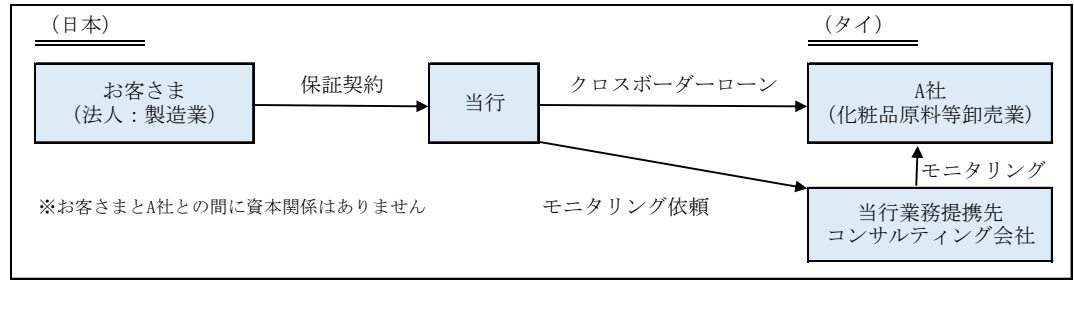 （日本）
（タイ）
お客さま
（法人：製造業）
保証契約
当行
クロスボーダーローン
A社
（化粧品原料等卸売業）
モニタリング
※お客さまとA社との間に資本関係はありません
モニタリング依頼
当行業務提携先
コンサルティング会社